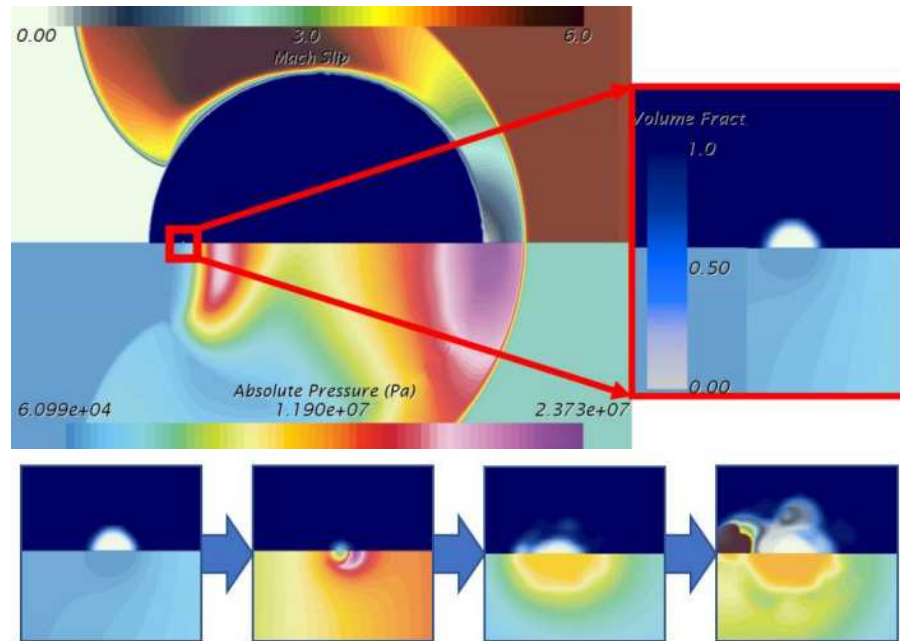 0.00 3.0 6.0
Mach Slip
Volume Fract
1.0
0.50
0.00
Absolute Pressure (Pa)
6.099e+04 1.190e+07 2.373e+07